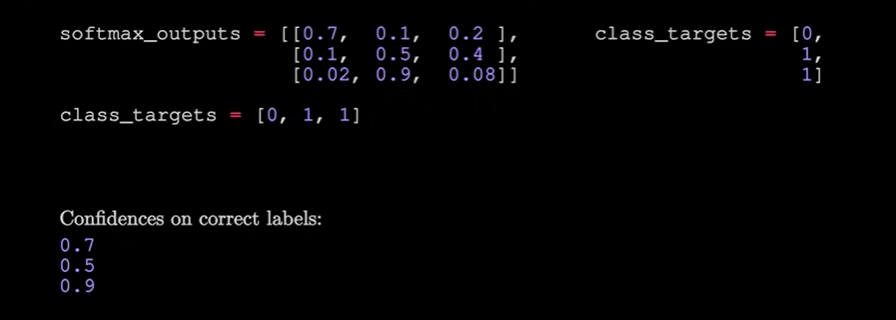 softmax_outputs = [[0.7, 0.1, 0.2 ],
[0.1, 0.5, 0.4 ],
[0.02, 0.9, 0.08]]
class_targets = [0,
1,
1]
class_targets = [0, 1, 1]
Confidences on correct labels:
0.7
0.5
0.9